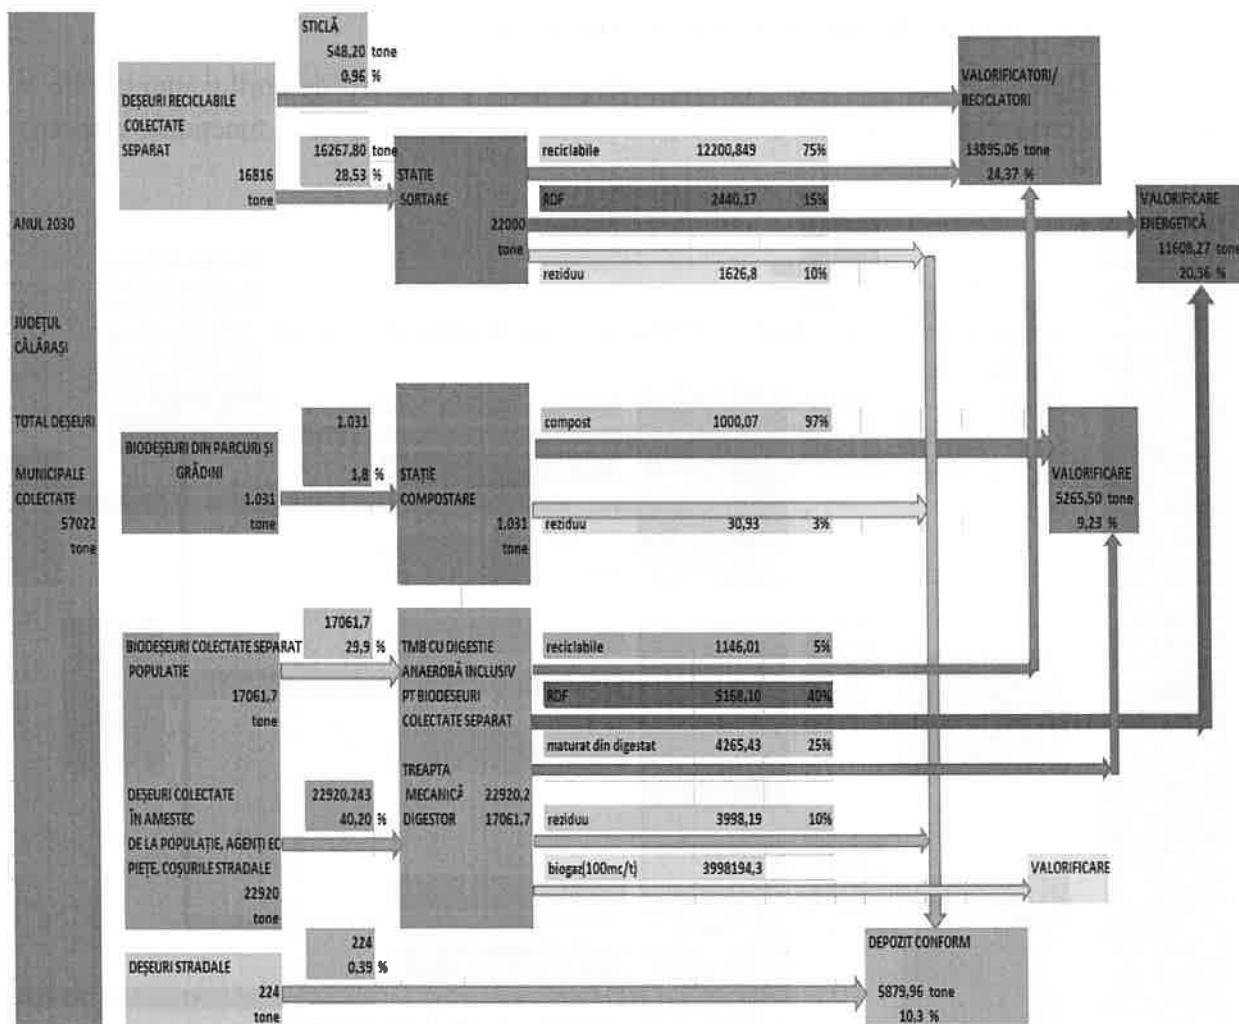 ANUL 2030
JUDEȚUL
CĂLĂRAȘI
TOTAL DEȘEURI
MUNICIPALE
COLECTATE
57022
tone
DEȘEURI RECICLABILE
COLECTATE
SEPARAT
16816
tone
STICLĂ
548,20 tone
0,96 %
16267,80 tone
28,53 %
STAȚIE
SORTARE
22000
tone
reciclabile 12200,849 75%
RDF 2440,17 15%
reziduu 1626,8 10%
VALORIFICATORI/
RECICLATORI
13895,06 tone
24,37 %
VALORIFICARE
ENERGETICĂ
11608,27 tone
20,36 %
BIODEȘEURI DIN PARCURI ȘI
GRĂDINI
1.031
tone
1.031
1,8 %
STAȚIE
COMPOSTARE
1.031
tone
compost 1000,07 97%
reziduu 30,93 3%
VALORIFICARE
5265,50 tone
9,23 %
BIODEȘEURI COLECTATE SEPARAT
POPULATIE
17061,7
tone
17061,7
29,9 %
DEȘEURI COLECTATE
ÎN AMESTEC
DE LA POPULAȚIE, AGENȚI EC
PIEȚE, COȘURILE STRADALE
22920
tone
22920,243
40,20 %
TMB CU DIGESTIE
ANAEROBĂ INCLUSIV
PT BIODESEURI
COLECTATE SEPARAT
TREAPTA
MECANICĂ 22920,2
DIGESTOR 17061,7
reciclabile 1146,01 5%
RDF 9168,10 40%
maturat din digestat 4265,43 25%
reziduu 3998,19 10%
biogaz(100mc/t) 3998194,3
VALORIFICARE
DEȘEURI STRADALE
224
tone
224
0,39 %
DEPOZIT CONFORM
5879,96 tone
10,3 %